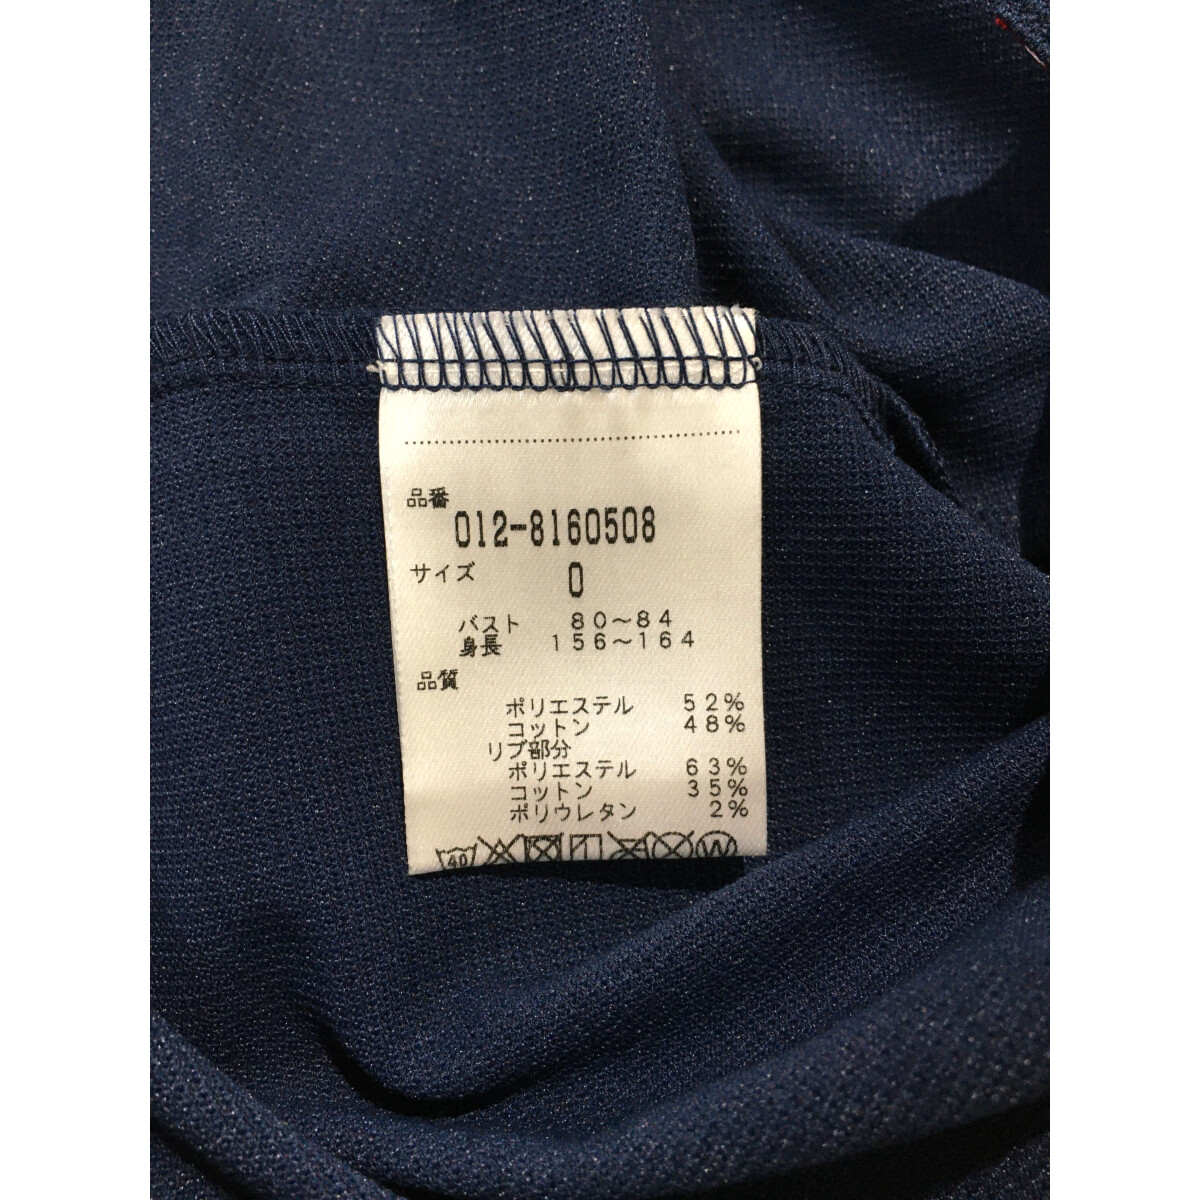 品番
012-8160508
サイズ 0
バスト 80〜84
身長 156〜164
品質
ポリエステル 52%
コットン 48%
リブ部分
ポリエステル 63%
コットン 35%
ポリウレタン 2%
40 W